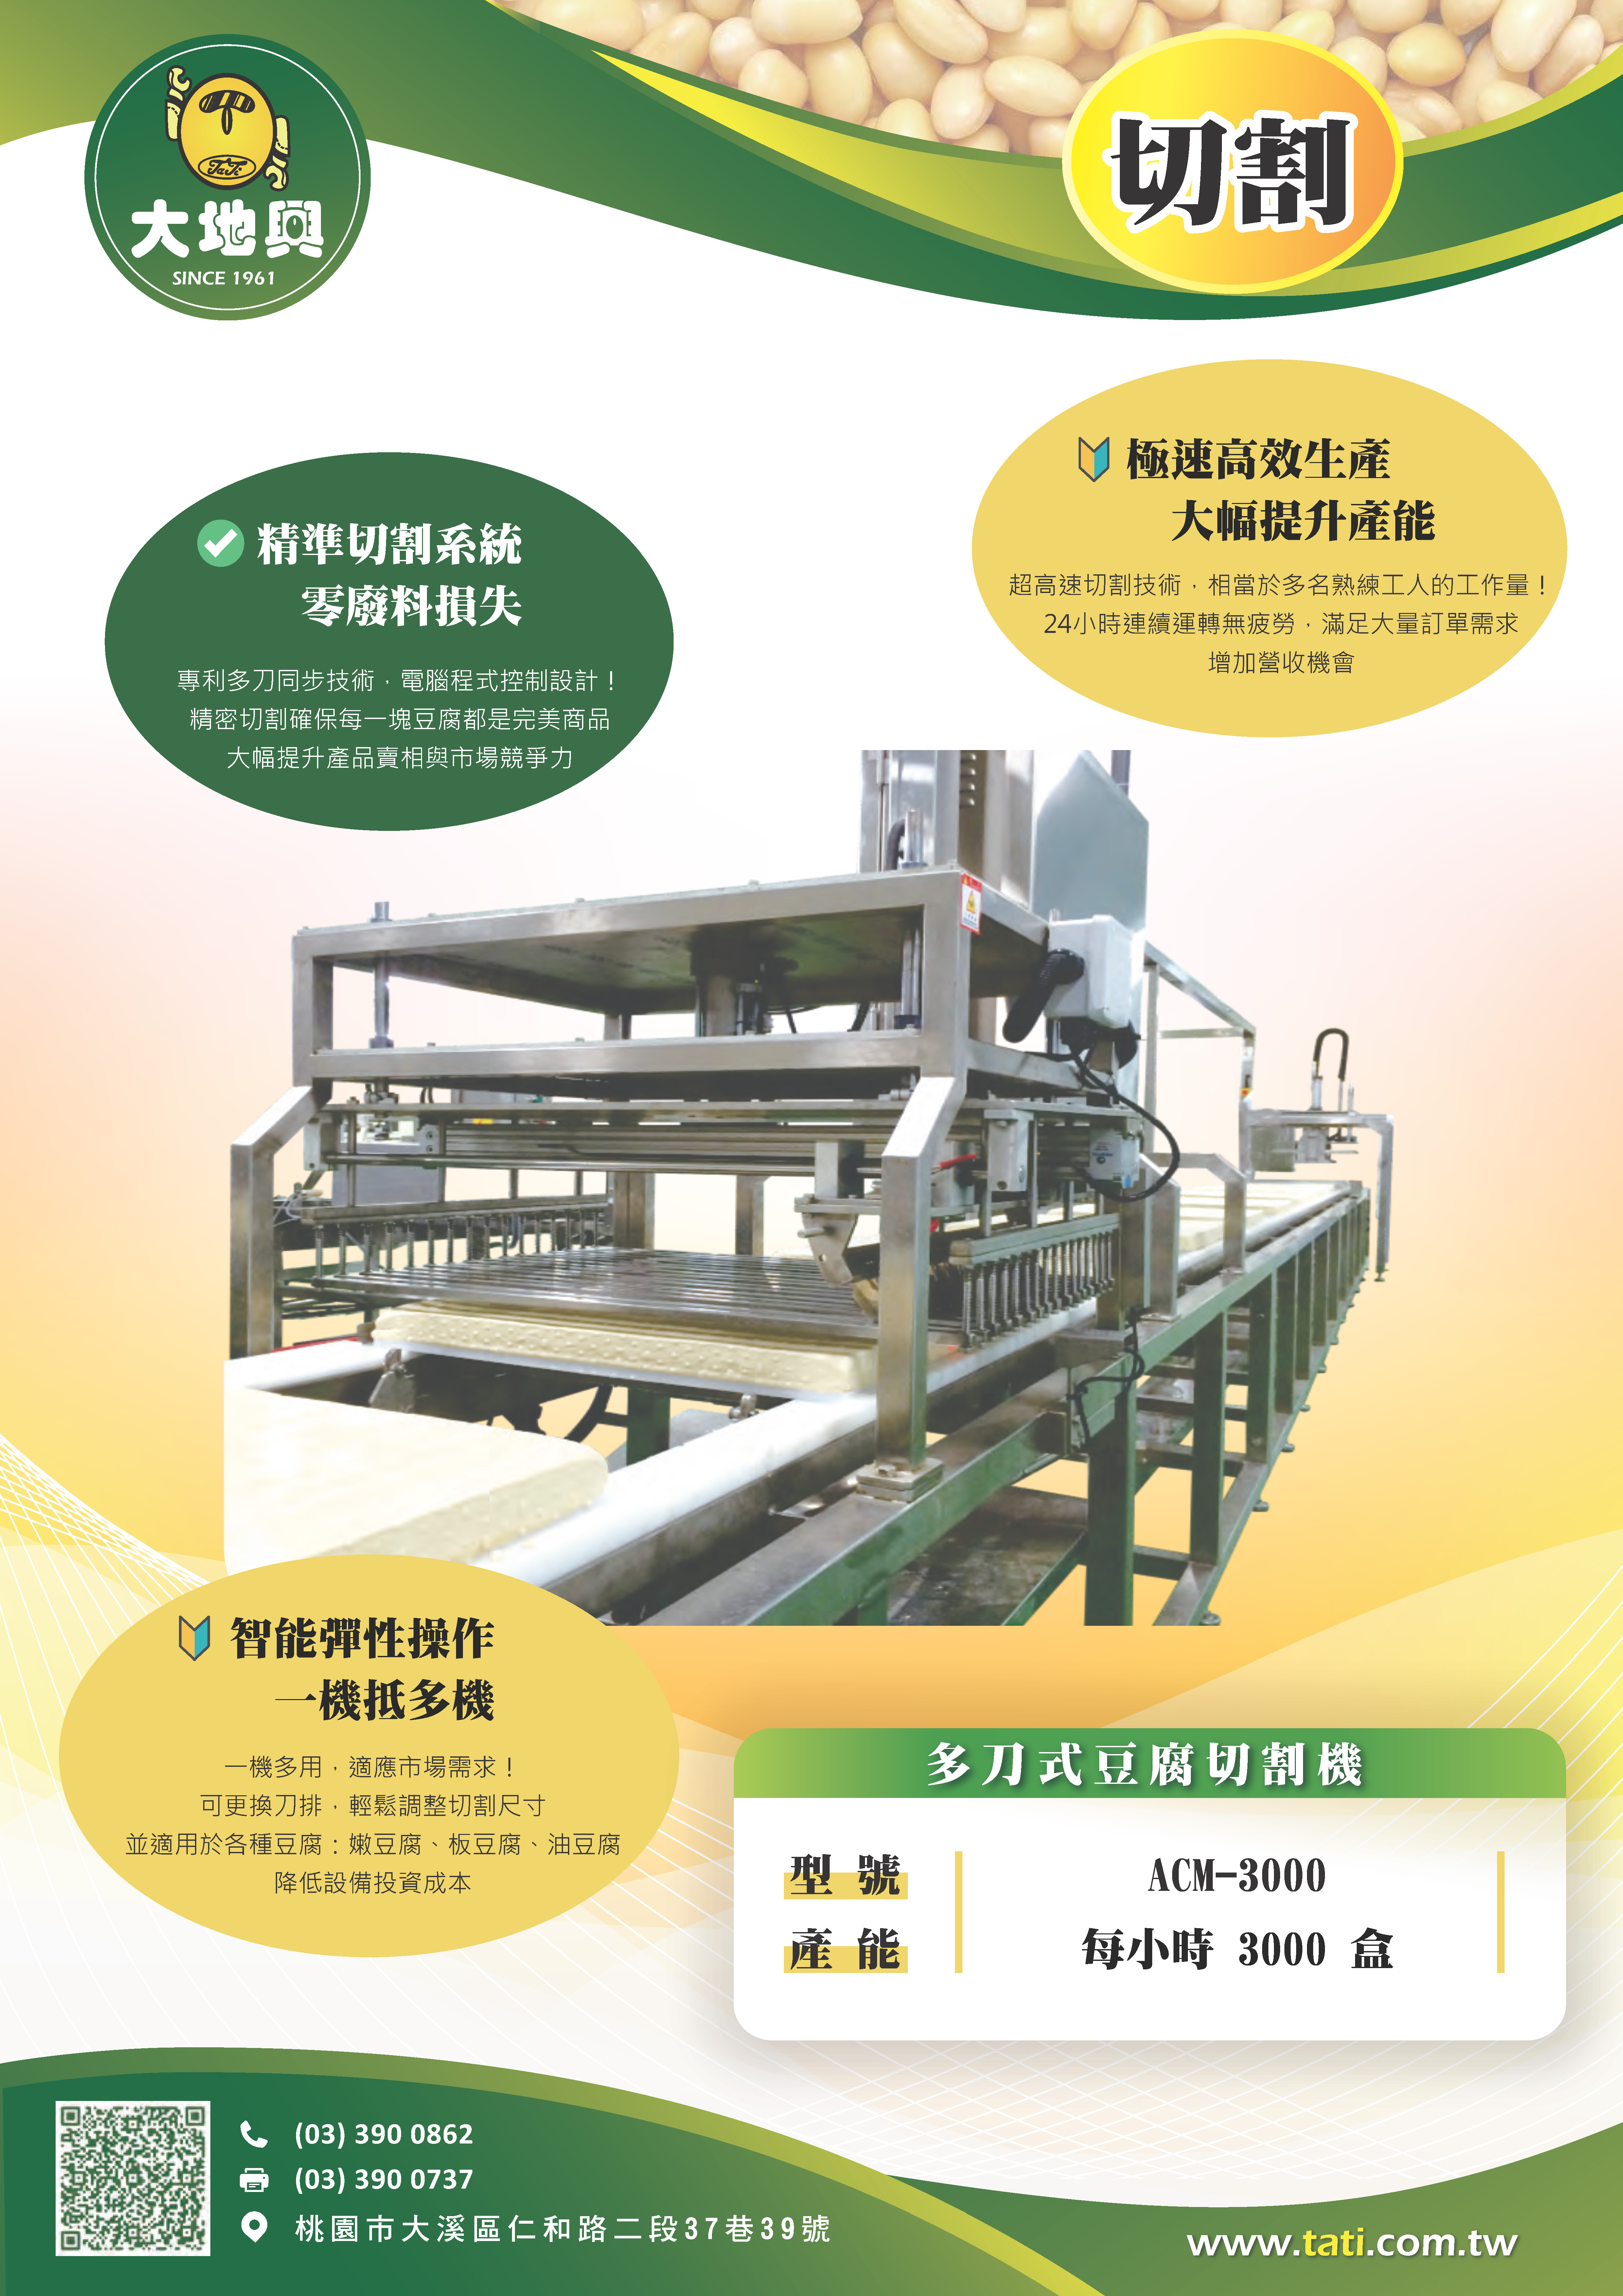 TaTi
大地興
SINCE 1961
切割
極速高效生產
大幅提升產能
超高速切割技術，相當於多名熟練工人的工作量！
24小時連續運轉無疲勞，滿足大量訂單需求
增加營收機會
精準切割系統
零廢料損失
專利多刀同步技術，電腦程式控制設計！
精密切割確保每一塊豆腐都是完美商品
大幅提升產品賣相與市場競爭力
智能彈性操作
一機抵多機
一機多用，適應市場需求！
可更換刀排，輕鬆調整切割尺寸
並適用於各種豆腐：嫩豆腐、板豆腐、油豆腐
降低設備投資成本
多刀式豆腐切割機
型號 ACM-3000
產能 每小時 3000 盒
(03) 390 0862
(03) 390 0737
桃園市大溪區仁和路二段37巷39號
www.tati.com.tw